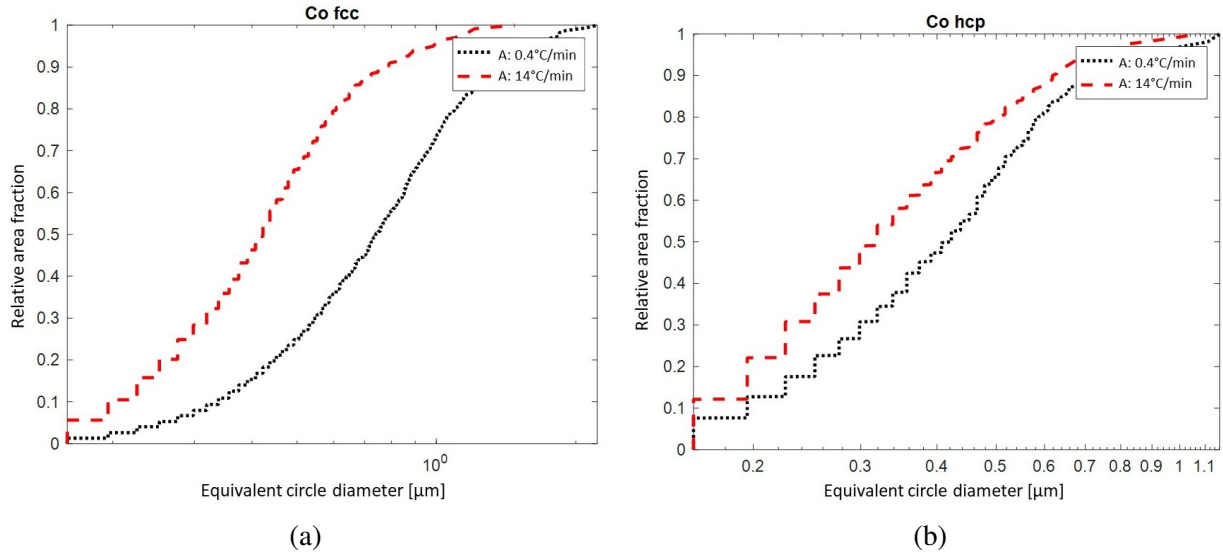 Co fcc
1
0.9
0.8
0.7
0.6
0.5
0.4
0.3
0.2
0.1
0
Relative area fraction
A: 0.4°C/min
A: 14°C/min
10⁰
Equivalent circle diameter [µm]
(a)
Co hcp
1
0.9
0.8
0.7
0.6
0.5
0.4
0.3
0.2
0.1
0
Relative area fraction
A: 0.4°C/min
A: 14°C/min
0.2 0.3 0.4 0.5 0.6 0.7 0.8 0.9 1 1.1
Equivalent circle diameter [µm]
(b)